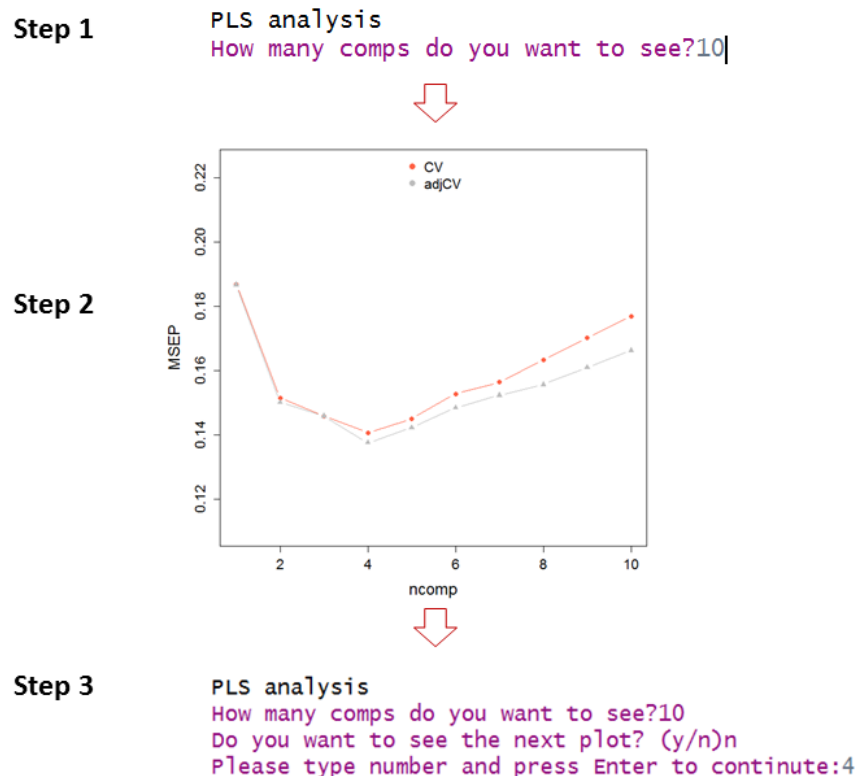 Step 1
PLS analysis
How many comps do you want to see?10
Step 2
CV
adjCV
MSEP
0.22
0.20
0.18
0.16
0.14
0.12
2
4
6
8
10
ncomp
Step 3
PLS analysis
How many comps do you want to see?10
Do you want to see the next plot? (y/n)n
Please type number and press Enter to continute:4